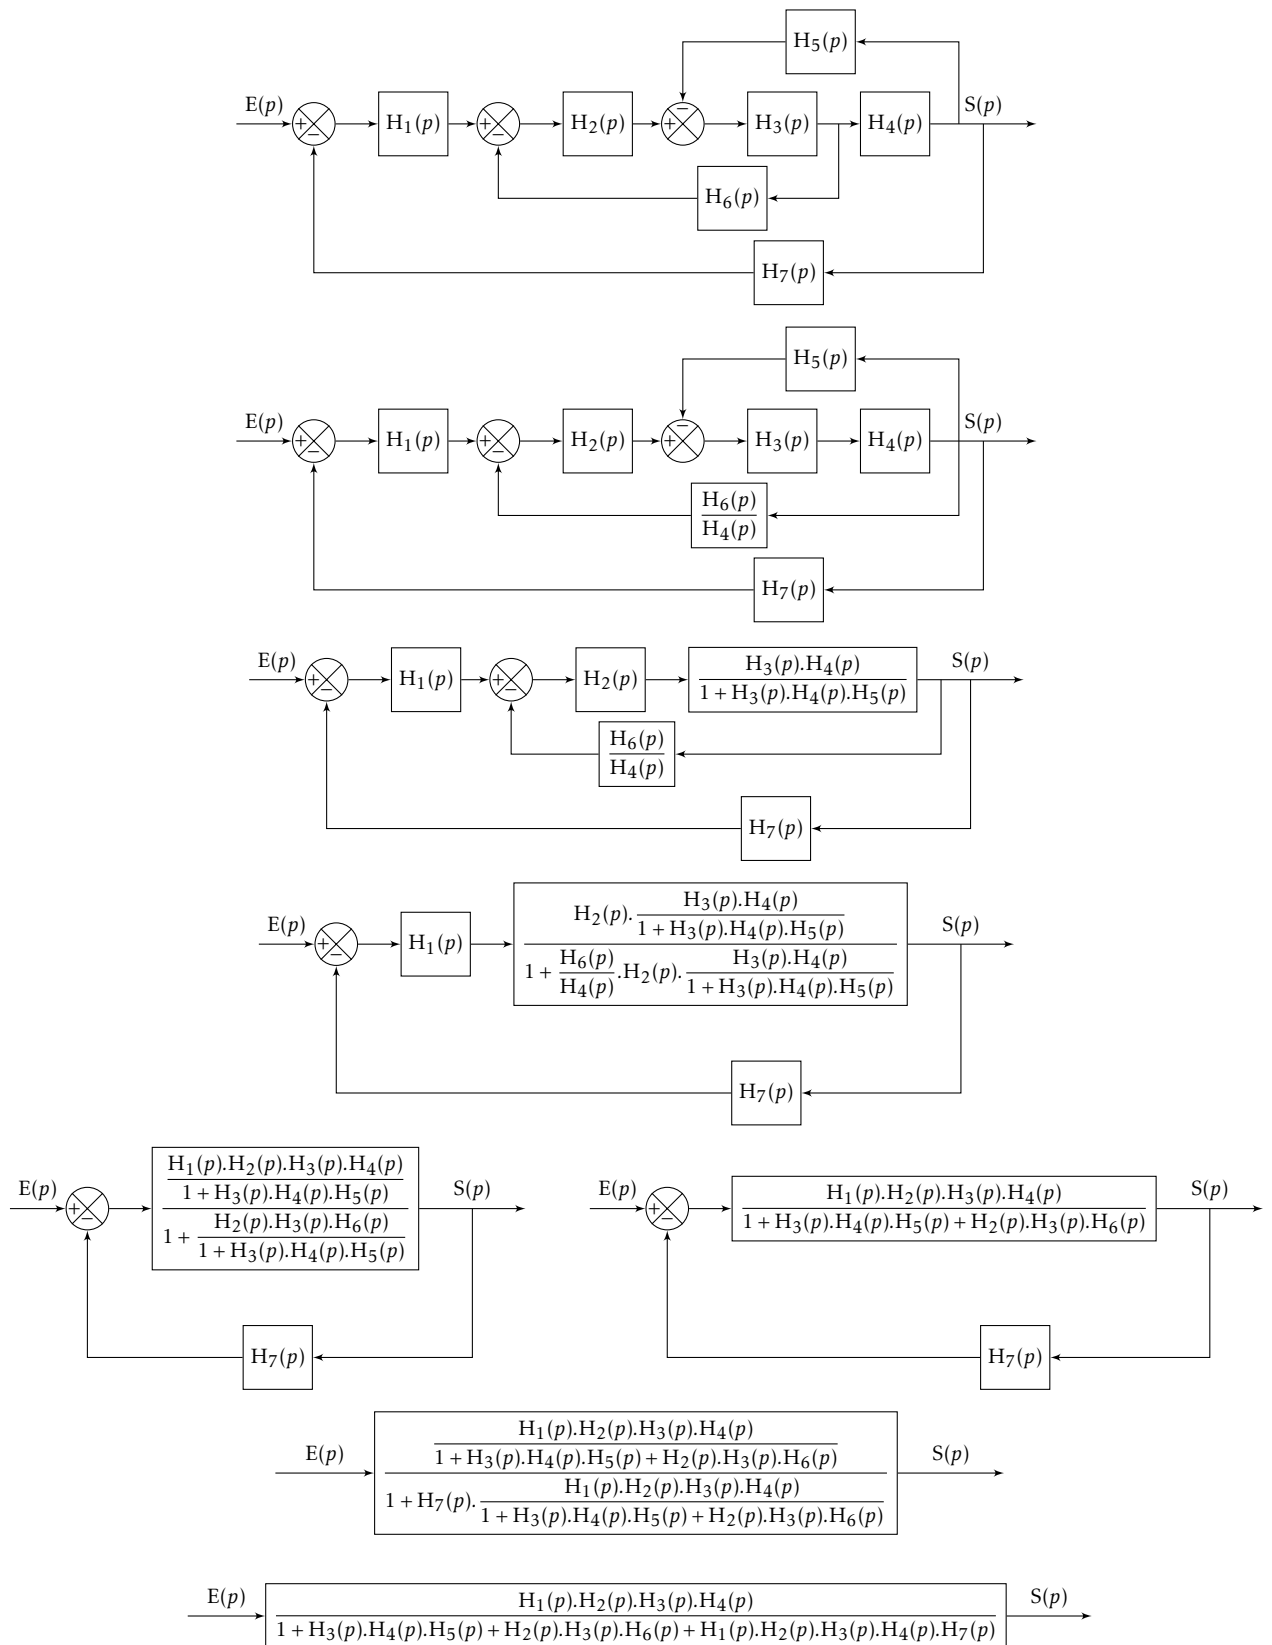 H5(p)
E(p) + − H1(p) + − H2(p) − + H3(p) H4(p) S(p)
H6(p)
H7(p)
H5(p)
E(p) + − H1(p) + − H2(p) − + H3(p) H4(p) S(p)
H6(p)
H4(p)
H7(p)
E(p) + − H1(p) + − H2(p) H3(p).H4(p) S(p)
1 + H3(p).H4(p).H5(p)
H6(p)
H4(p)
H7(p)
E(p) + − H1(p) H2(p). H3(p).H4(p) S(p)
1 + H3(p).H4(p).H5(p)
1 + H6(p) .H2(p). H3(p).H4(p)
H4(p) 1 + H3(p).H4(p).H5(p)
H7(p)
E(p) + − H1(p).H2(p).H3(p).H4(p) S(p)
1 + H3(p).H4(p).H5(p)
1 + H2(p).H3(p).H6(p)
1 + H3(p).H4(p).H5(p)
H7(p)
E(p) + − H1(p).H2(p).H3(p).H4(p) S(p)
1 + H3(p).H4(p).H5(p) + H2(p).H3(p).H6(p)
H7(p)
E(p) H1(p).H2(p).H3(p).H4(p) S(p)
1 + H3(p).H4(p).H5(p) + H2(p).H3(p).H6(p)
1 + H7(p). H1(p).H2(p).H3(p).H4(p)
1 + H3(p).H4(p).H5(p) + H2(p).H3(p).H6(p)
E(p) H1(p).H2(p).H3(p).H4(p) S(p)
1 + H3(p).H4(p).H5(p) + H2(p).H3(p).H6(p) + H1(p).H2(p).H3(p).H4(p).H7(p)